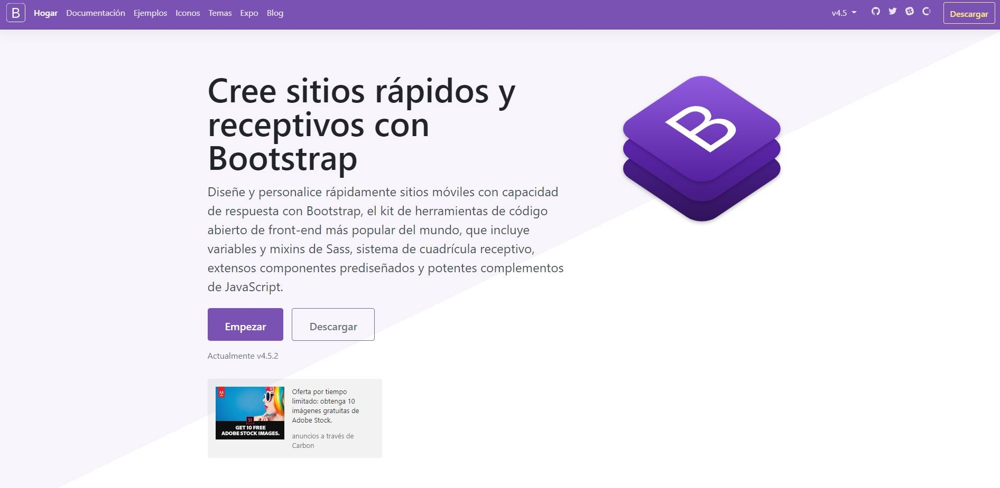 B Hogar Documentación Ejemplos Iconos Temas Expo Blog v4.5 Descargar
Cree sitios rápidos y
receptivos con
Bootstrap
B
Diseñe y personalice rápidamente sitios móviles con capacidad
de respuesta con Bootstrap, el kit de herramientas de código
abierto de front-end más popular del mundo, que incluye
variables y mixins de Sass, sistema de cuadrícula receptivo,
extensos componentes prediseñados y potentes complementos
de JavaScript.
Empezar Descargar
Actualmente v4.5.2
St
GET 10 FREE
ADOBE STOCK IMAGES.
Oferta por tiempo
limitado: obtenga 10
imágenes gratuitas de
Adobe Stock.
anuncios a través de
Carbon